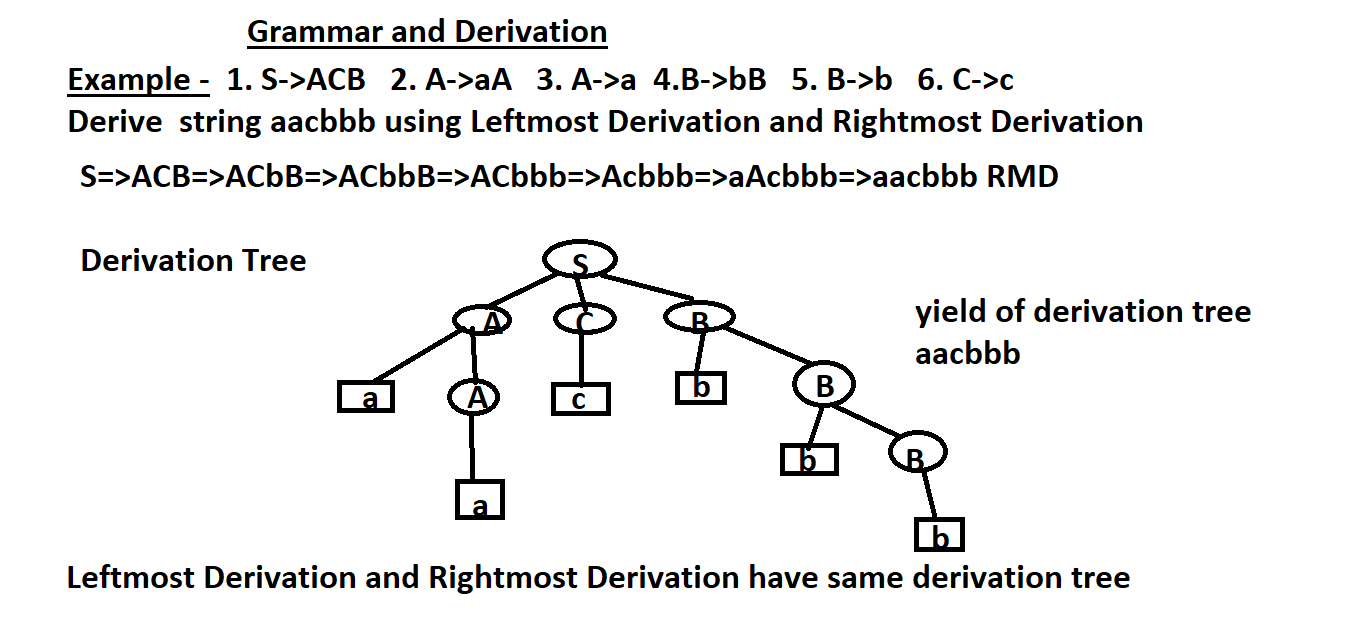 Grammar and Derivation
Example - 1. S->ACB 2. A->aA 3. A->a 4.B->bB 5. B->b 6. C->c
Derive string aacbbb using Leftmost Derivation and Rightmost Derivation
S=>ACB=>ACbB=>ACbbB=>ACbbb=>Acbbb=>aAcbbb=>aacbbb RMD
Derivation Tree
S
A C B
yield of derivation tree
aacbbb
a A c b B
b B
a
b
Leftmost Derivation and Rightmost Derivation have same derivation tree